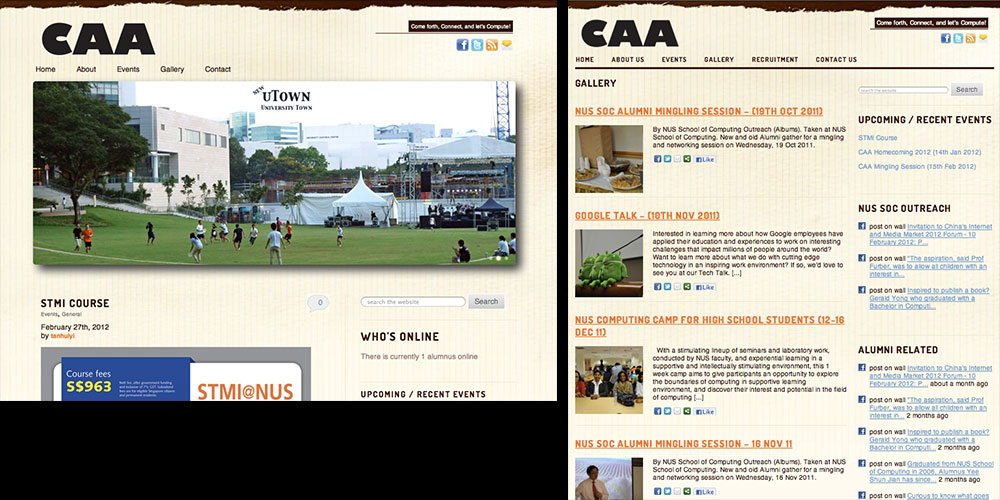 CAA
Come forth, Connect, and let's Compute!
Home About Events Gallery Contact
NEW UTOWN
UNIVERSITY TOWN
STMI COURSE
0
Events, General
February 27th, 2012
by tanhuiyi
Course fees
S$963
STMI@NUS
search the website Search
WHO'S ONLINE
There is currently 1 alumnus online
UPCOMING / RECENT EVENTS
CAA
Come forth, Connect, and let's Compute!
HOME ABOUT US EVENTS GALLERY RECRUITMENT CONTACT US
GALLERY
NUS SOC ALUMNI MINGLING SESSION – (19TH OCT 2011)
By NUS School of Computing Outreach (Albums). Taken at NUS
School of Computing. New and old Alumni gather for a mingling
and networking session on Wednesday, 19 Oct 2011.
Like
GOOGLE TALK – (10TH NOV 2011)
Interested in learning more about how Google employees have
applied their education and experiences to work on interesting
challenges that impact millions of people around the world?
Want to learn more about what we do with cutting edge
technology in an inspiring work environment? If so, we'd love to
see you at our Tech Talk. [...]
Like
NUS COMPUTING CAMP FOR HIGH SCHOOL STUDENTS (12-16
DEC 11)
With a stimulating lineup of seminars and laboratory work,
conducted by NUS faculty, and experiential learning in a
supportive and intellectually stimulating environment, this 1
week camp aims to give participants an opportunity to explore
the boundaries of computing in supportive learning
environment, and discover their interest and potential in the field
of computing [...]
Like
NUS SOC ALUMNI MINGLING SESSION – 16 NOV 11
By NUS School of Computing Outreach (Albums). Taken at NUS
School of Computing. New and old Alumni gather for a mingling
and networking session on Wednesday, 16 Nov 2011.
Like
search the website Search
UPCOMING / RECENT EVENTS
STMI Course
CAA Homecoming 2012 (14th Jan 2012)
CAA Mingling Session (15th Feb 2012)
NUS SOC OUTREACH
post on wall Invitation to China's Internet
and Media Market 2012 Forum - 10
February 2012: P...
post on wall "The aspiration, said Prof
Furber, was to allow all children with an
interest in...
post on wall Inspired to publish a book?
Gerald Yong who graduated with a
Bachelor in Computi...
ALUMNI RELATED
post on wall Invitation to China's Internet
and Media Market 2012 Forum - 10
February 2012: P... about a month ago
post on wall "The aspiration, said Prof
Furber, was to allow all children with an
interest in... 2 months ago
post on wall Inspired to publish a book?
Gerald Yong who graduated with a
Bachelor in Computi... 2 months ago
post on wall Graduated from NUS School
of Computing in 2006, Alumnus Yee
Shun Jian has since... 2 months ago
post on wall Curious to know what goes